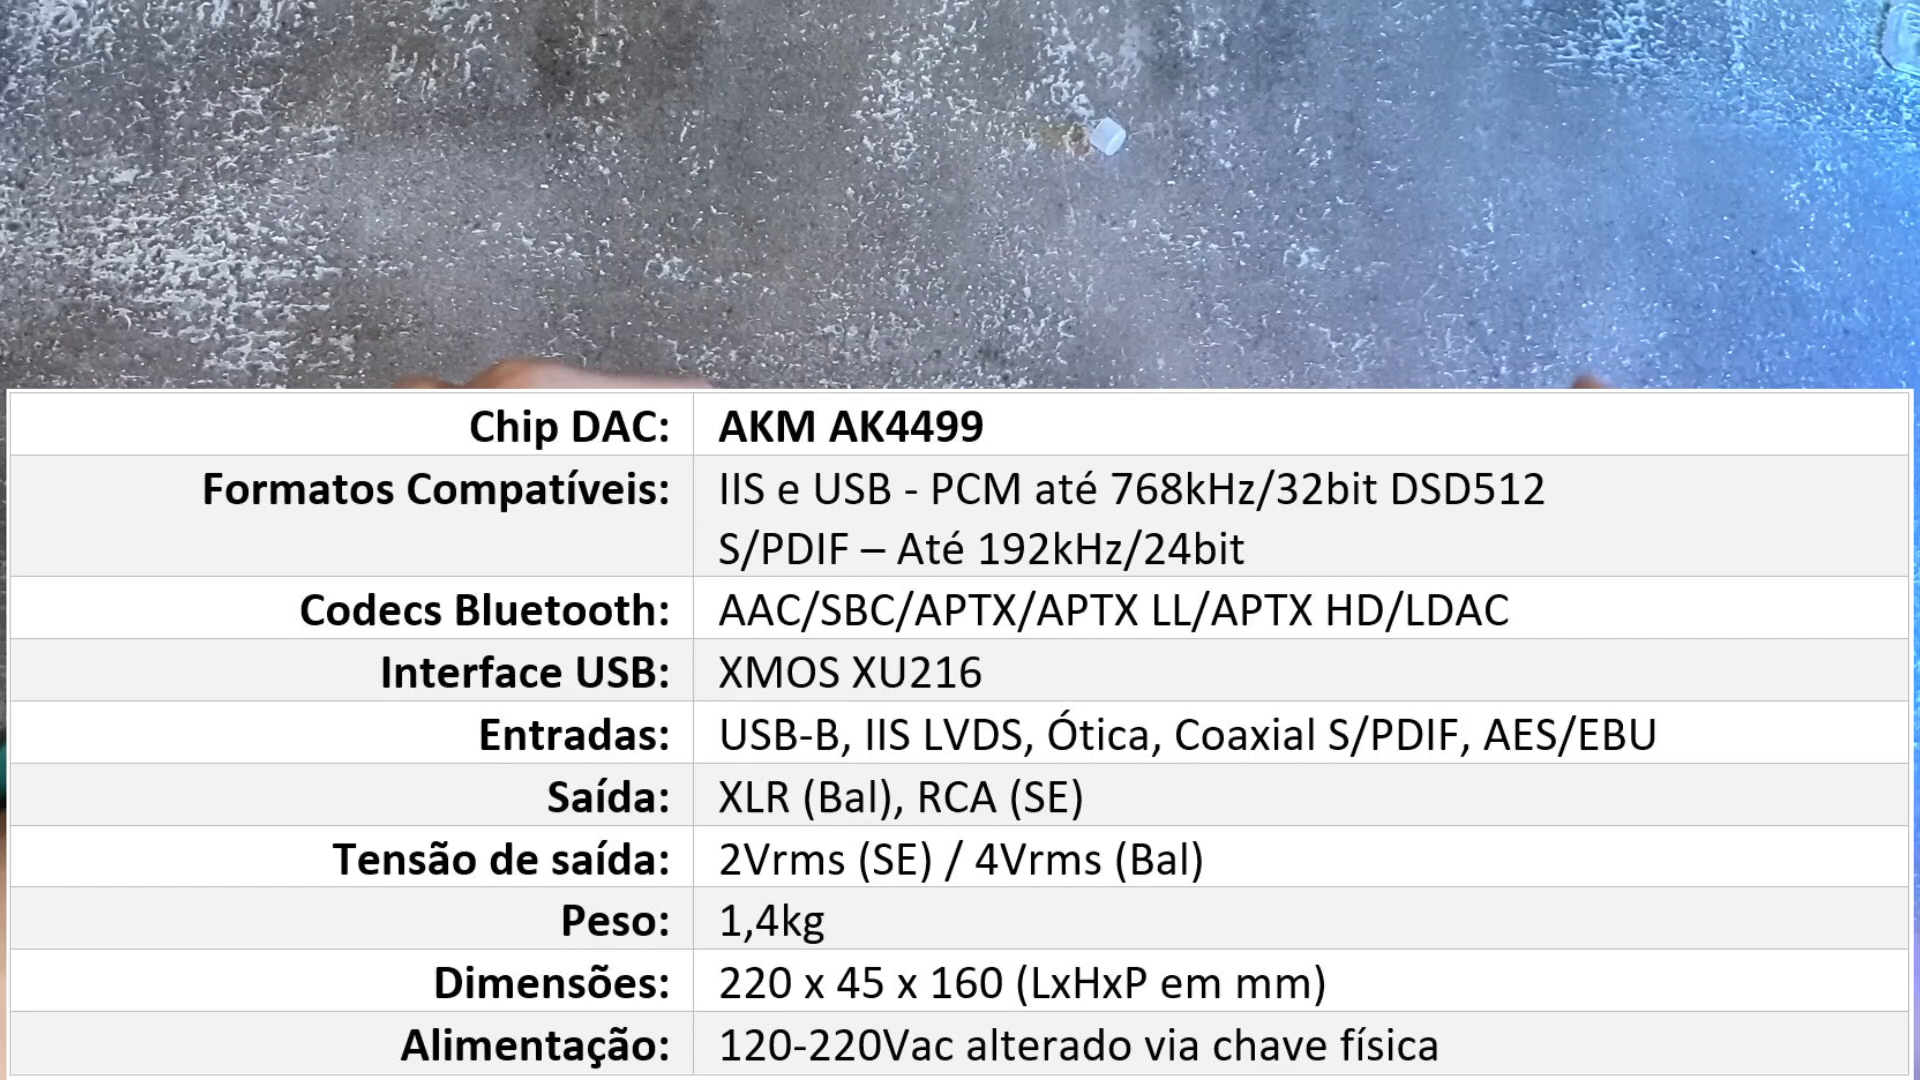 Chip DAC: AKM AK4499
Formatos Compatíveis: IIS e USB - PCM até 768kHz/32bit DSD512
S/PDIF – Até 192kHz/24bit
Codecs Bluetooth: AAC/SBC/APTX/APTX LL/APTX HD/LDAC
Interface USB: XMOS XU216
Entradas: USB-B, IIS LVDS, Ótica, Coaxial S/PDIF, AES/EBU
Saída: XLR (Bal), RCA (SE)
Tensão de saída: 2Vrms (SE) / 4Vrms (Bal)
Peso: 1,4kg
Dimensões: 220 x 45 x 160 (LxHxP em mm)
Alimentação: 120-220Vac alterado via chave física